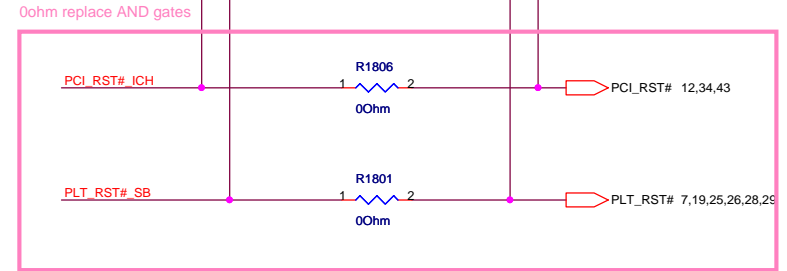 0ohm replace AND gates
R1806
PCI_RST#_ICH 1 2 PCI_RST# 12,34,43
0Ohm
R1801
PLT_RST#_SB 1 2 PLT_RST# 7,19,25,26,28,29
0Ohm